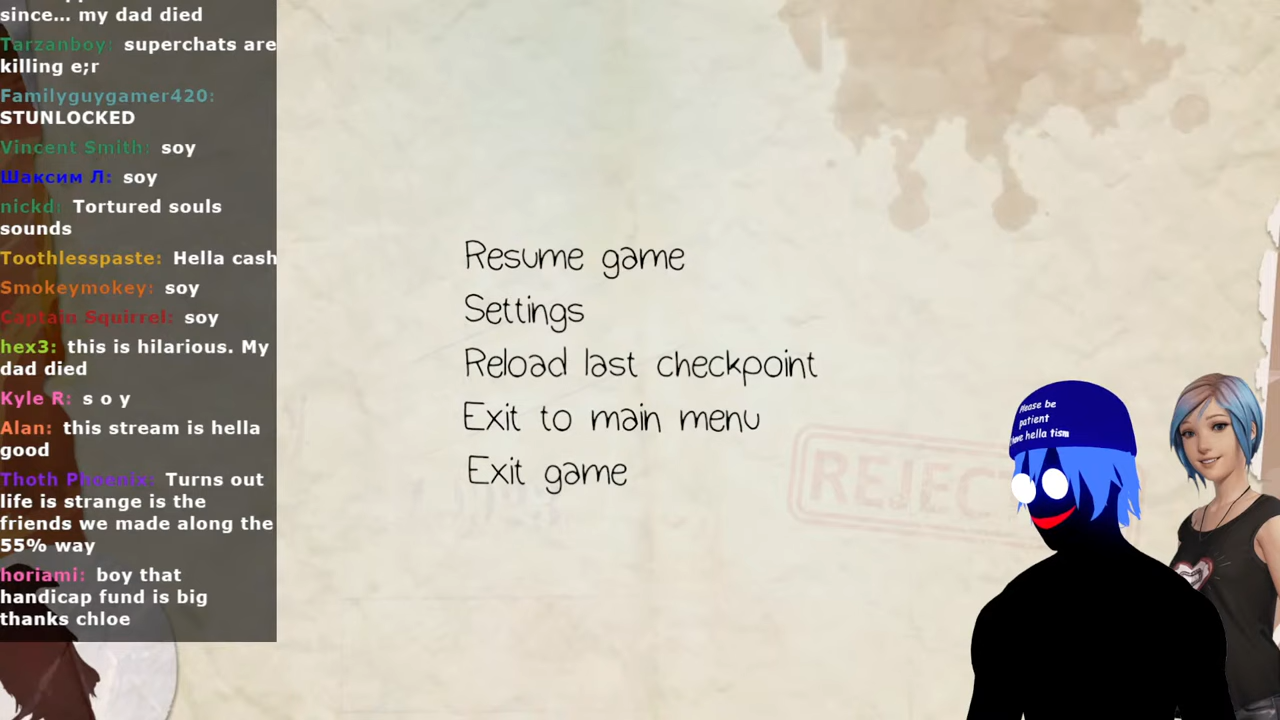 since... my dad died
Tarzanboy: superchats are
killing e;r
Familyguygamer420:
STUNLOCKED
Vincent Smith: soy
Шаксим Л: soy
nickd: Tortured souls
sounds
Toothlesspaste: Hella cash
Smokeymokey: soy
Captain Squirrel: soy
hex3: this is hilarious. My
dad died
Kyle R: s o y
Alan: this stream is hella
good
Thoth Phoenix: Turns out
life is strange is the
friends we made along the
55% way
horiami: boy that
handicap fund is big
thanks chloe
Resume game
Settings
Reload last checkpoint
Exit to main menu
Exit game
REJECT
Please be
patient
have hella tism